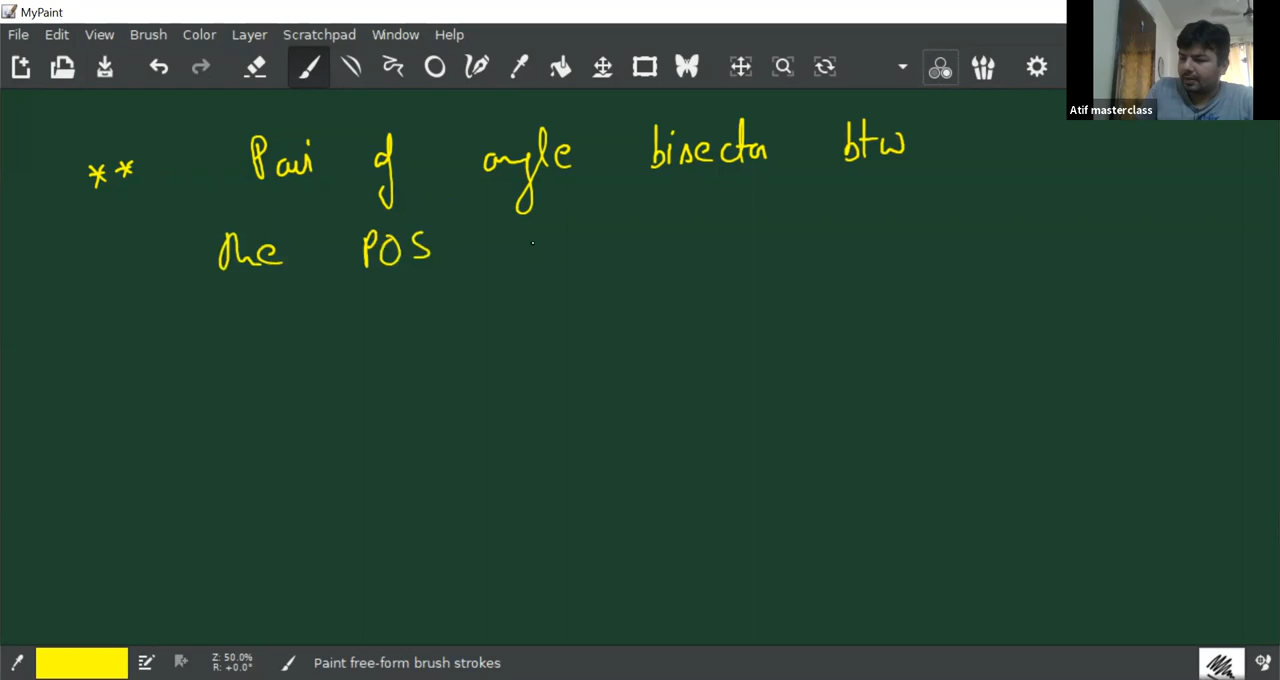 MyPaint
File Edit View Brush Color Layer Scratchpad Window Help
Atif masterclass
** Pair of angle bisector btw
the POS
Z: 50.0%
R: +0.0°
Paint free-form brush strokes